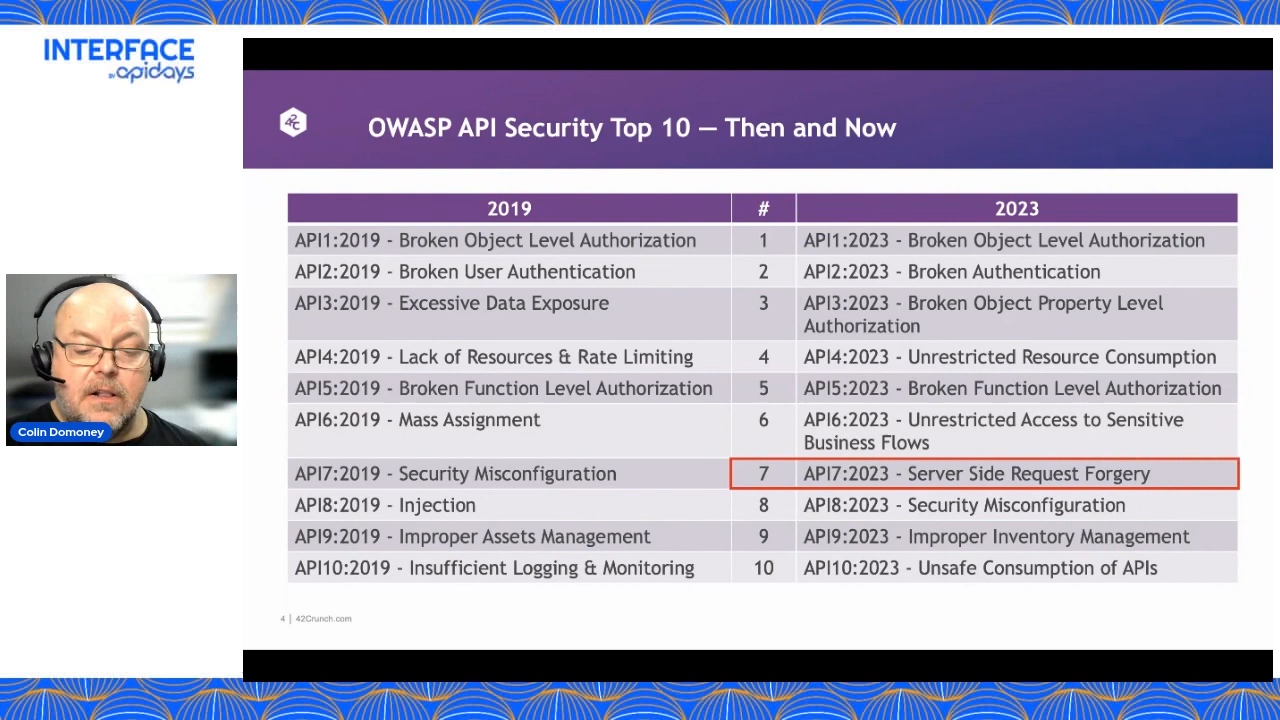 INTERFACE
BY apidays
42C
OWASP API Security Top 10 — Then and Now
2019 # 2023
API1:2019 - Broken Object Level Authorization 1 API1:2023 - Broken Object Level Authorization
API2:2019 - Broken User Authentication 2 API2:2023 - Broken Authentication
API3:2019 - Excessive Data Exposure 3 API3:2023 - Broken Object Property Level
Authorization
API4:2019 - Lack of Resources & Rate Limiting 4 API4:2023 - Unrestricted Resource Consumption
API5:2019 - Broken Function Level Authorization 5 API5:2023 - Broken Function Level Authorization
API6:2019 - Mass Assignment 6 API6:2023 - Unrestricted Access to Sensitive
Business Flows
API7:2019 - Security Misconfiguration 7 API7:2023 - Server Side Request Forgery
API8:2019 - Injection 8 API8:2023 - Security Misconfiguration
API9:2019 - Improper Assets Management 9 API9:2023 - Improper Inventory Management
API10:2019 - Insufficient Logging & Monitoring 10 API10:2023 - Unsafe Consumption of APIs
Colin Domoney
4 | 42Crunch.com